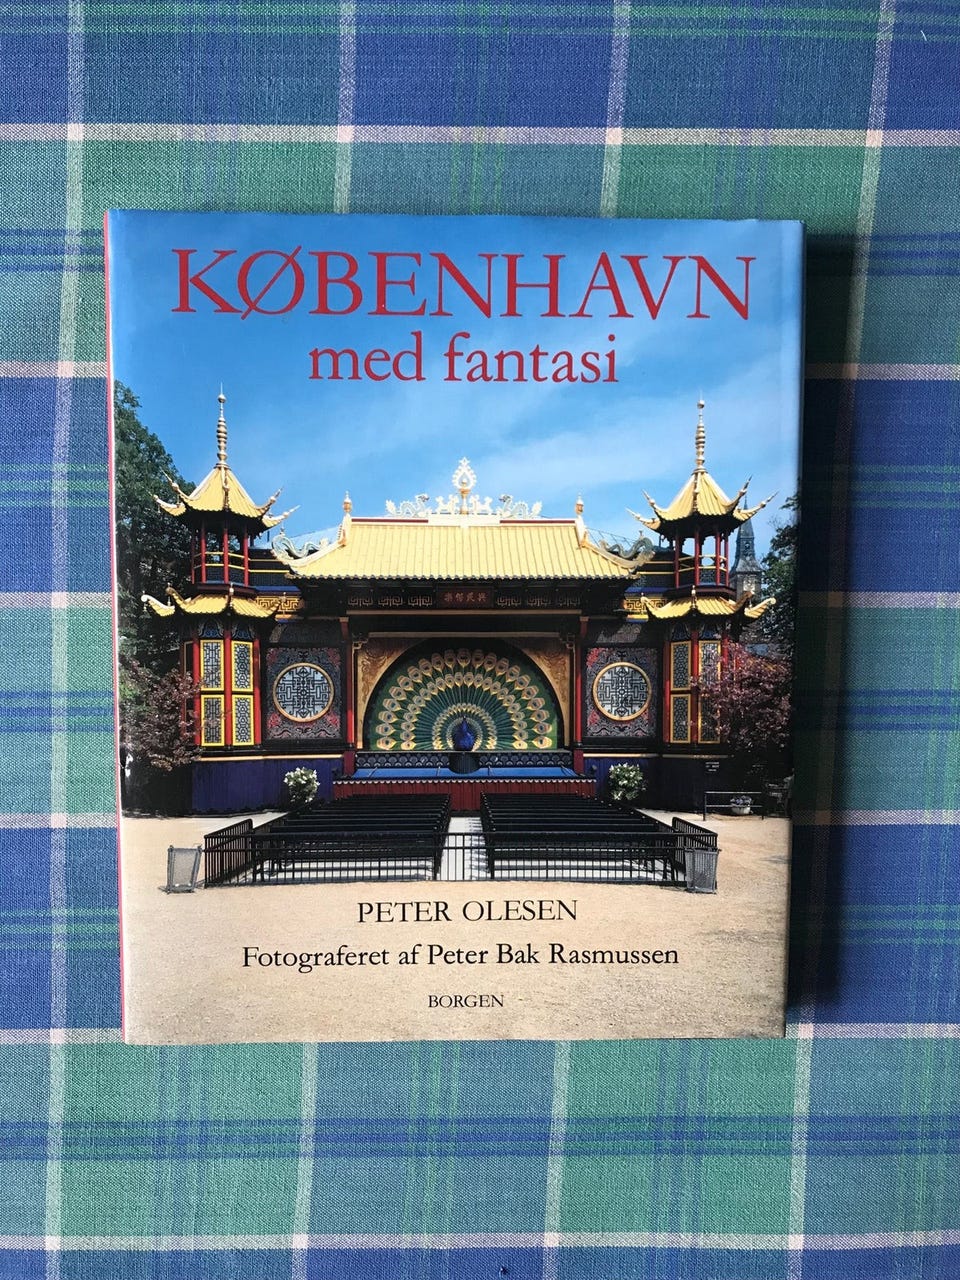 KØBENHAVN
med fantasi
PETER OLESEN
Fotograferet af Peter Bak Rasmussen
BORGEN